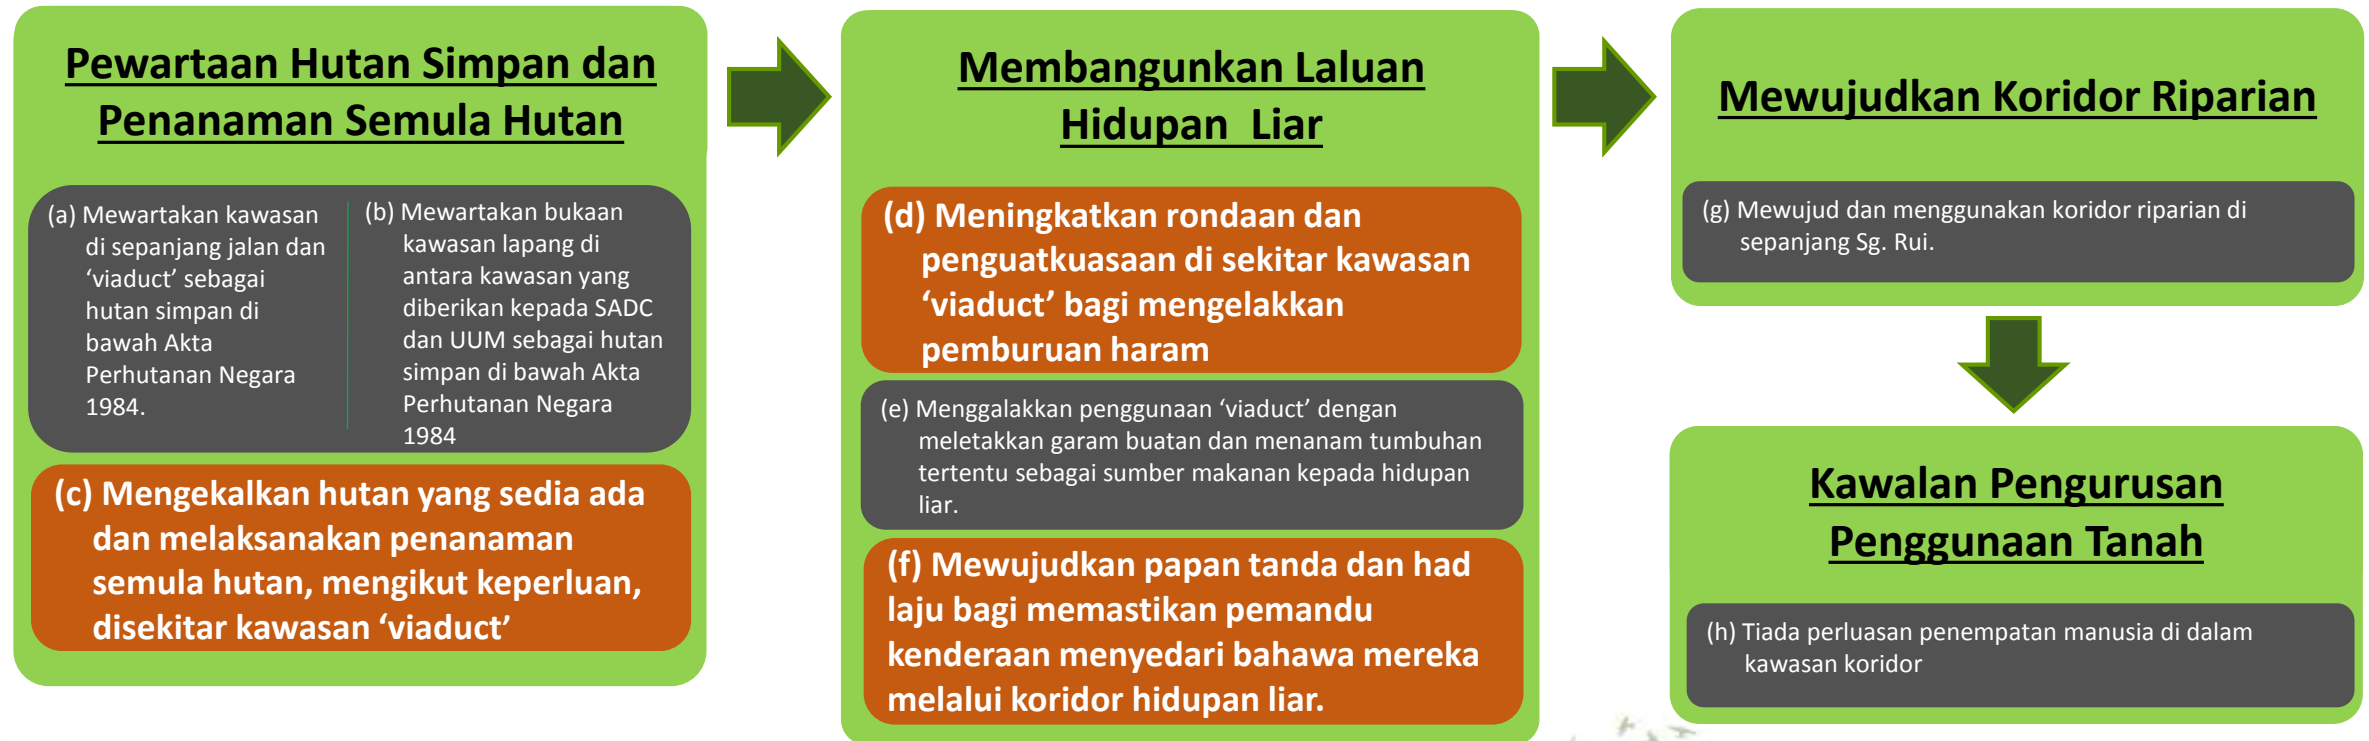 Pewartaan Hutan Simpan dan
Penanaman Semula Hutan
(a) Mewartakan kawasan
di sepanjang jalan dan
‘viaduct’ sebagai
hutan simpan di
bawah Akta
Perhutanan Negara
1984.
(b) Mewartakan bukaan
kawasan lapang di
antara kawasan yang
diberikan kepada SADC
dan UUM sebagai hutan
simpan di bawah Akta
Perhutanan Negara
1984
(c) Mengekalkan hutan yang sedia ada
dan melaksanakan penanaman
semula hutan, mengikut keperluan,
disekitar kawasan ‘viaduct’
Membangunkan Laluan
Hidupan Liar
(d) Meningkatkan rondaan dan
penguatkuasaan di sekitar kawasan
‘viaduct’ bagi mengelakkan
pemburuan haram
(e) Menggalakkan penggunaan ‘viaduct’ dengan
meletakkan garam buatan dan menanam tumbuhan
tertentu sebagai sumber makanan kepada hidupan
liar.
(f) Mewujudkan papan tanda dan had
laju bagi memastikan pemandu
kenderaan menyedari bahawa mereka
melalui koridor hidupan liar.
Mewujudkan Koridor Riparian
(g) Mewujud dan menggunakan koridor riparian di
sepanjang Sg. Rui.
Kawalan Pengurusan
Penggunaan Tanah
(h) Tiada perluasan penempatan manusia di dalam
kawasan koridor